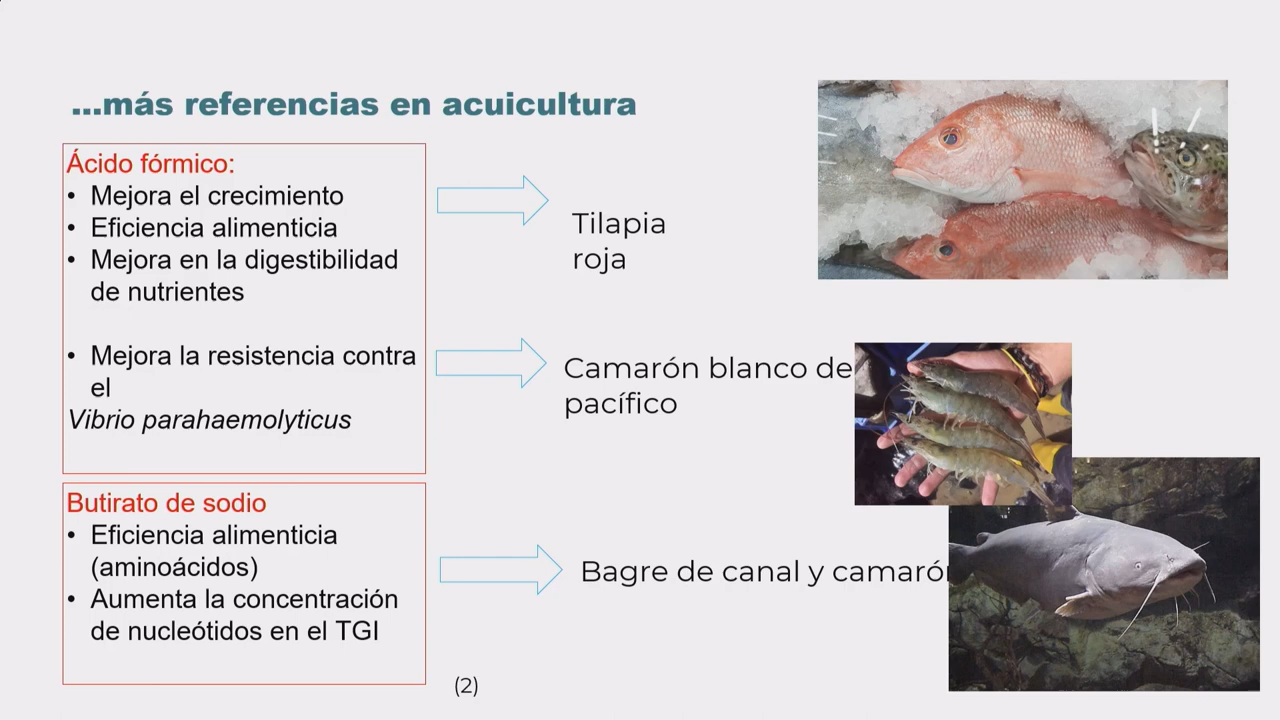 ...más referencias en acuicultura
Ácido fórmico:
• Mejora el crecimiento
• Eficiencia alimenticia
• Mejora en la digestibilidad
de nutrientes
• Mejora la resistencia contra
el
Vibrio parahaemolyticus
Tilapia
roja
Camarón blanco de
pacífico
Butirato de sodio
• Eficiencia alimenticia
(aminoácidos)
• Aumenta la concentración
de nucleótidos en el TGI
Bagre de canal y camarón
(2)